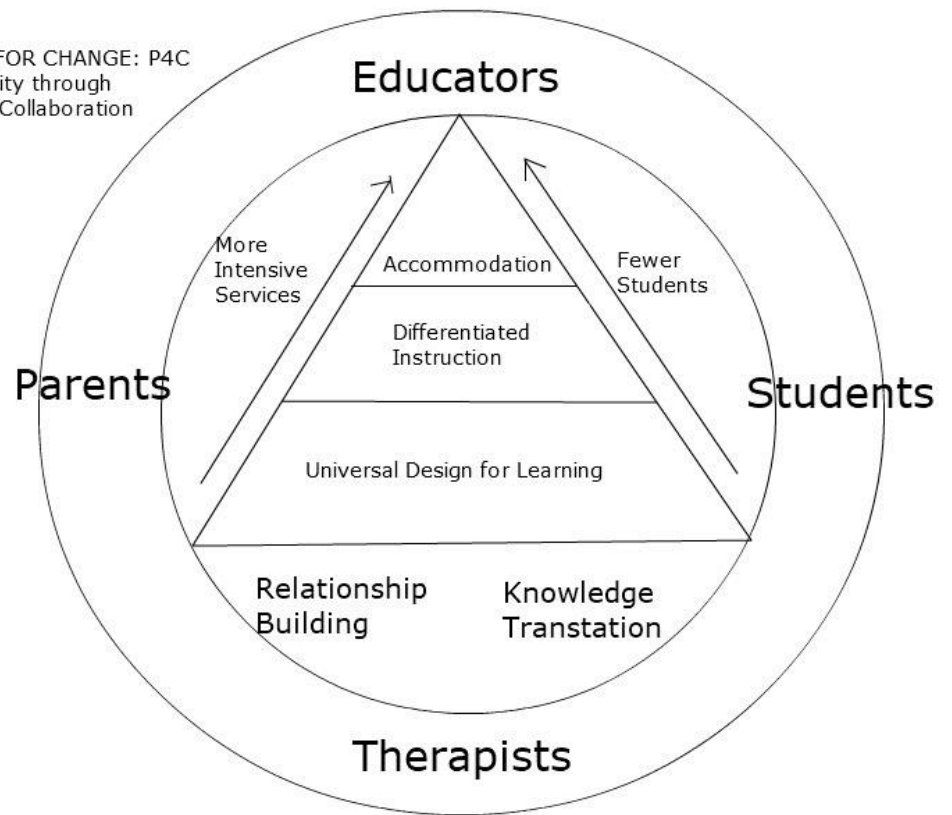 FOR CHANGE: P4C
ity through
Collaboration
Educators
More
Intensive
Services
Fewer
Students
Accommodation
Differentiated
Instruction
Parents
Students
Universal Design for Learning
Relationship
Building
Knowledge
Transtation
Therapists